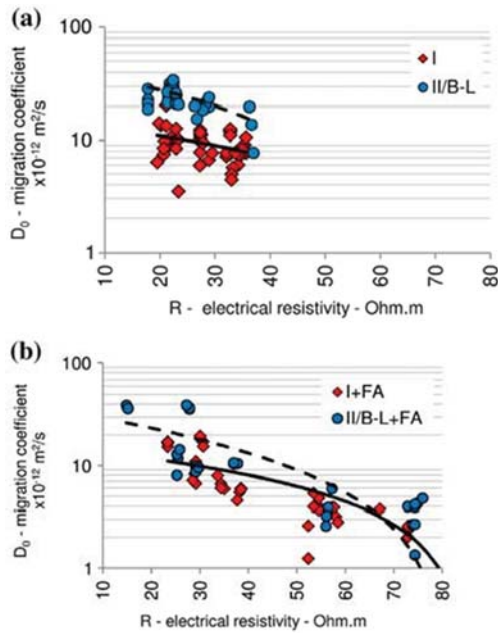 (a)
100
10
1
D₀ - migration coefficient
x10⁻¹² m²/s
I
II/B-L
10 20 30 40 50 60 70 80
R - electrical resistivity - Ohm.m
(b)
100
10
1
D₀ - migration coefficient
x10⁻¹² m²/s
I+FA
II/B-L+FA
10 20 30 40 50 60 70 80
R - electrical resistivity - Ohm.m